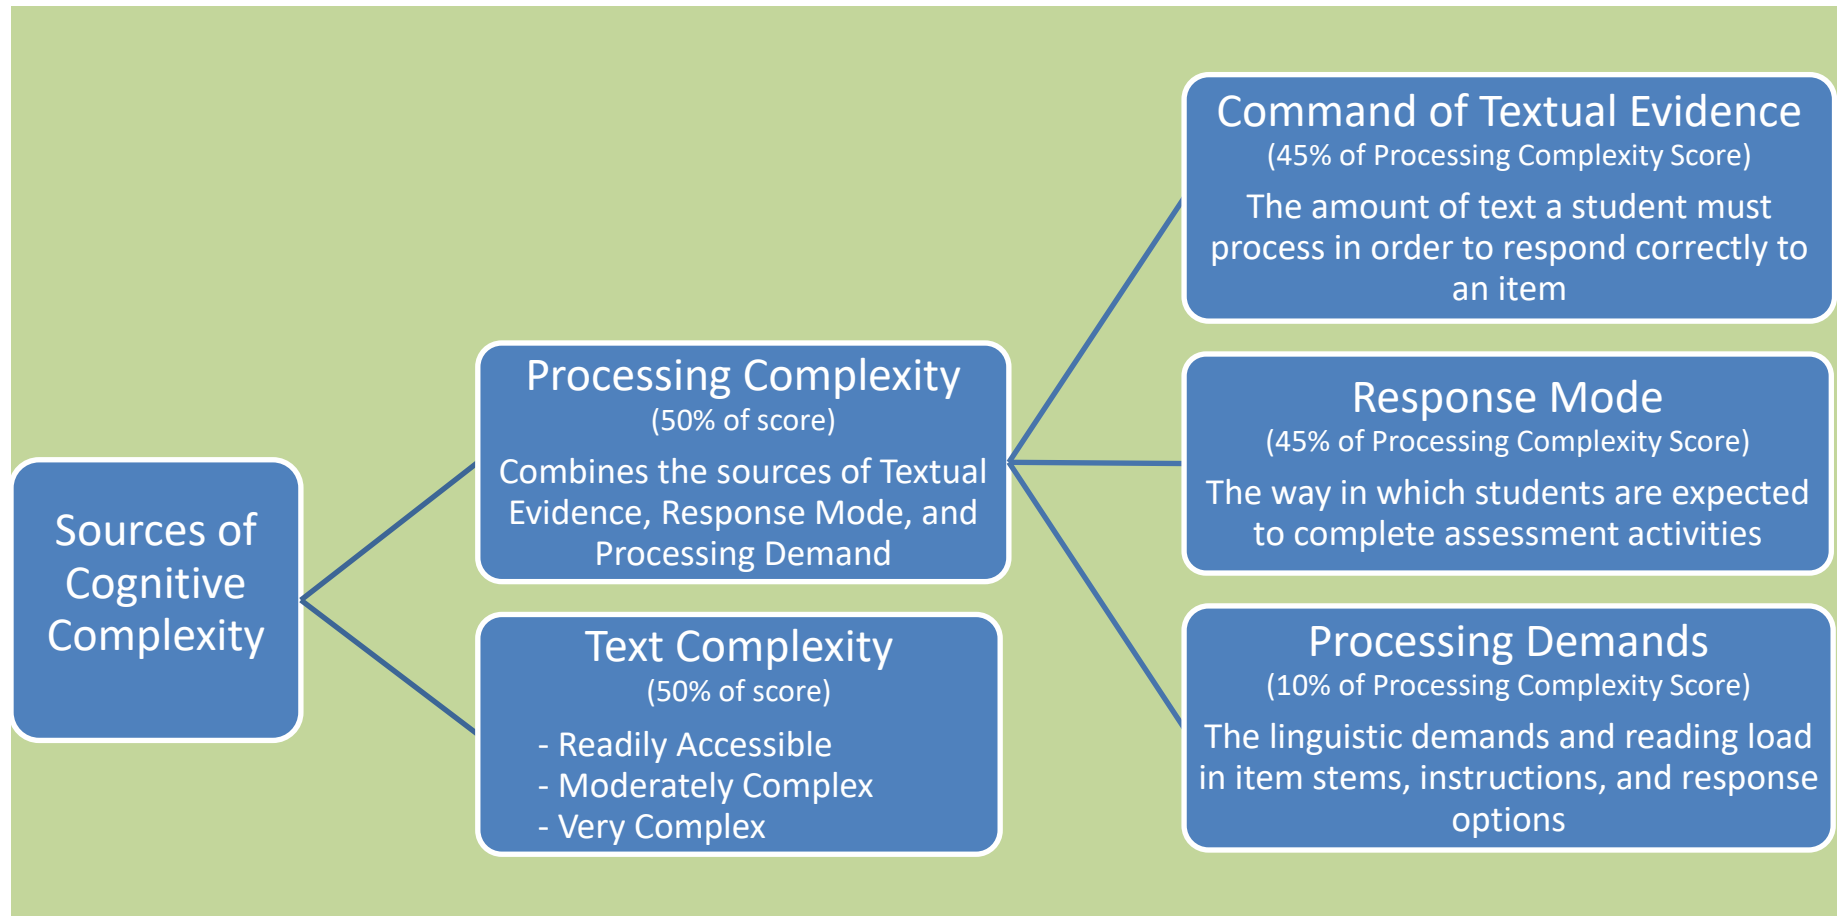 Sources of
Cognitive
Complexity
Processing Complexity
(50% of score)
Combines the sources of Textual
Evidence, Response Mode, and
Processing Demand
Text Complexity
(50% of score)
- Readily Accessible
- Moderately Complex
- Very Complex
Command of Textual Evidence
(45% of Processing Complexity Score)
The amount of text a student must
process in order to respond correctly to
an item
Response Mode
(45% of Processing Complexity Score)
The way in which students are expected
to complete assessment activities
Processing Demands
(10% of Processing Complexity Score)
The linguistic demands and reading load
in item stems, instructions, and response
options